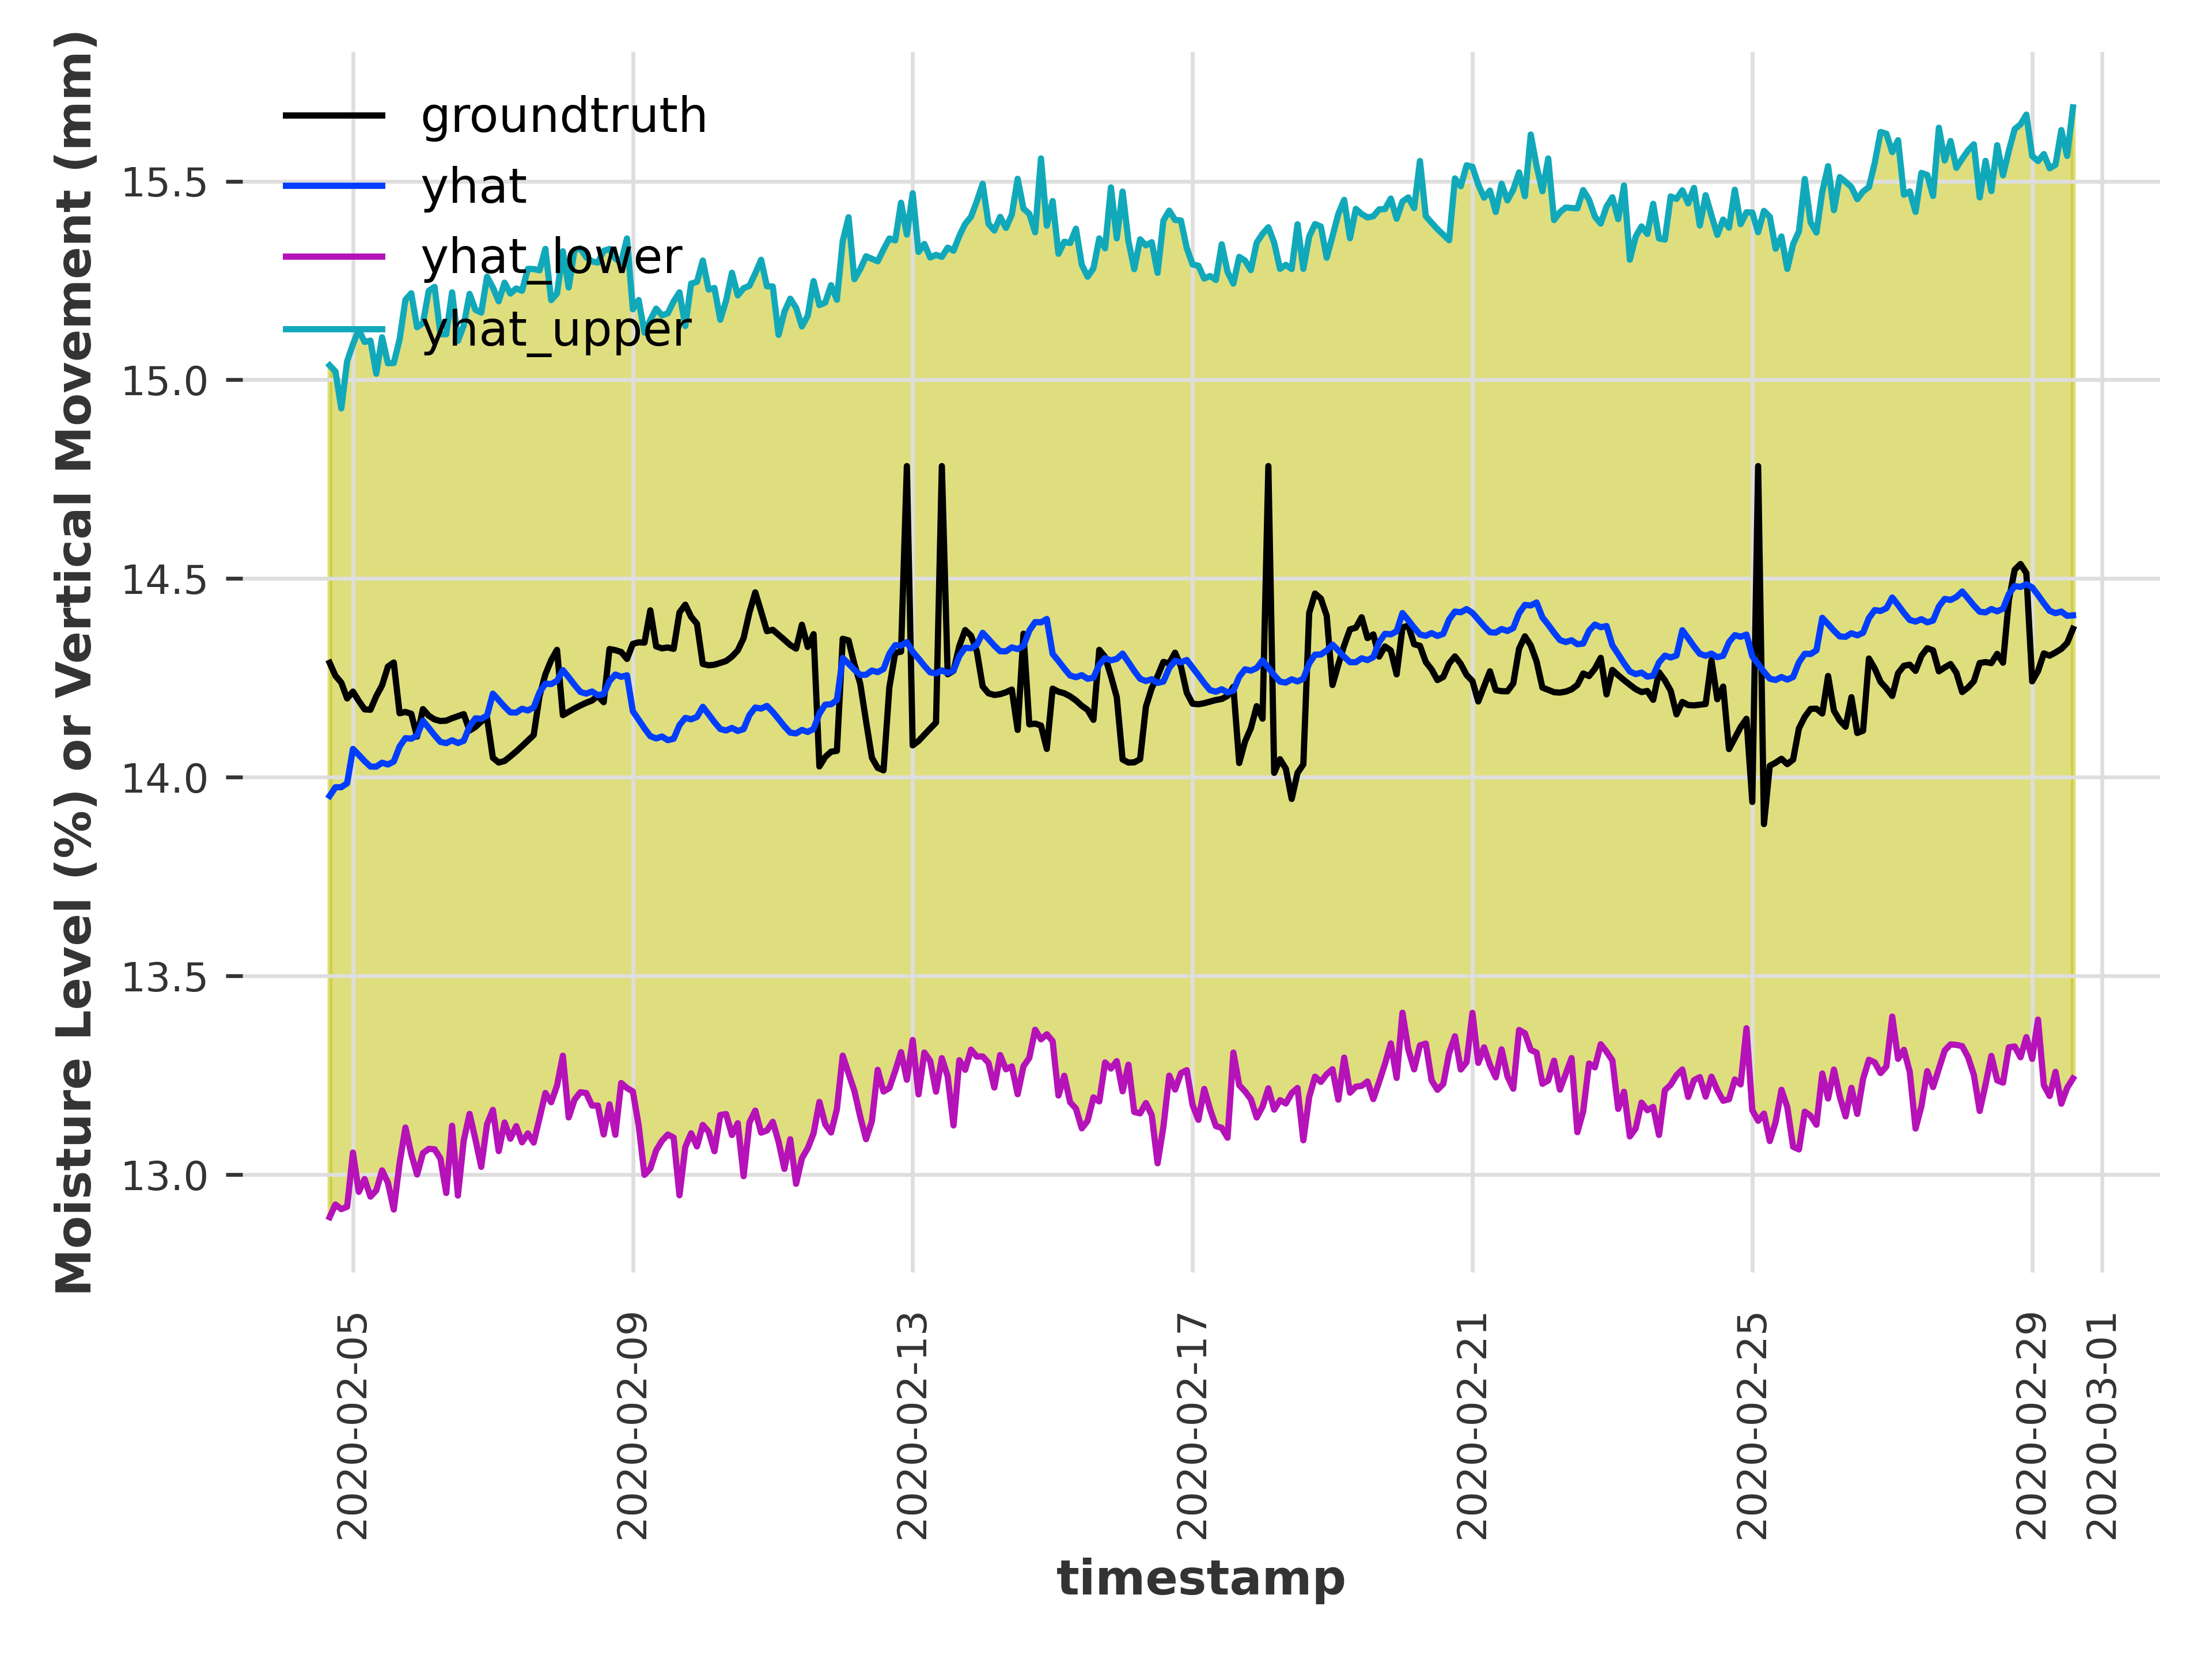 Moisture Level (%) or Vertical Movement (mm)
groundtruth
yhat
yhat_lower
yhat_upper
15.5
15.0
14.5
14.0
13.5
13.0
2020-02-05
2020-02-09
2020-02-13
2020-02-17
2020-02-21
2020-02-25
2020-02-29
2020-03-01
timestamp